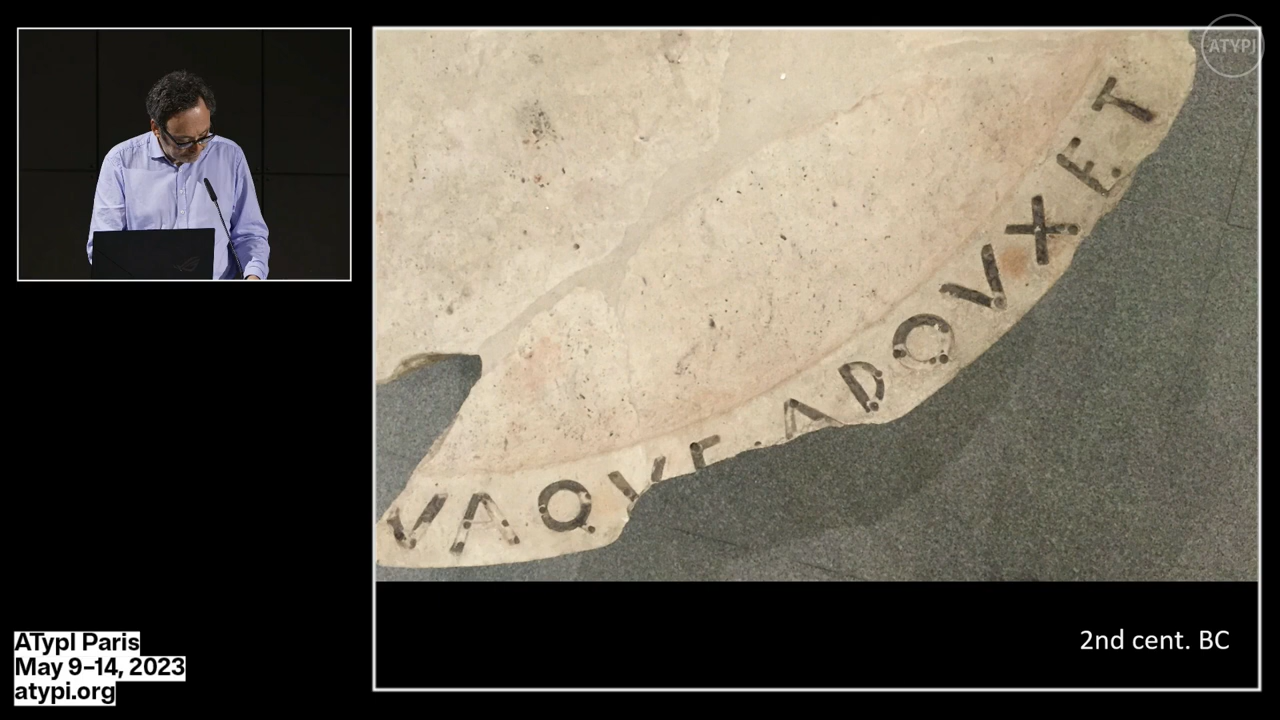 ATYPI
VAQVE·ADOVXET
2nd cent. BC
ATypI Paris
May 9–14, 2023
atypi.org